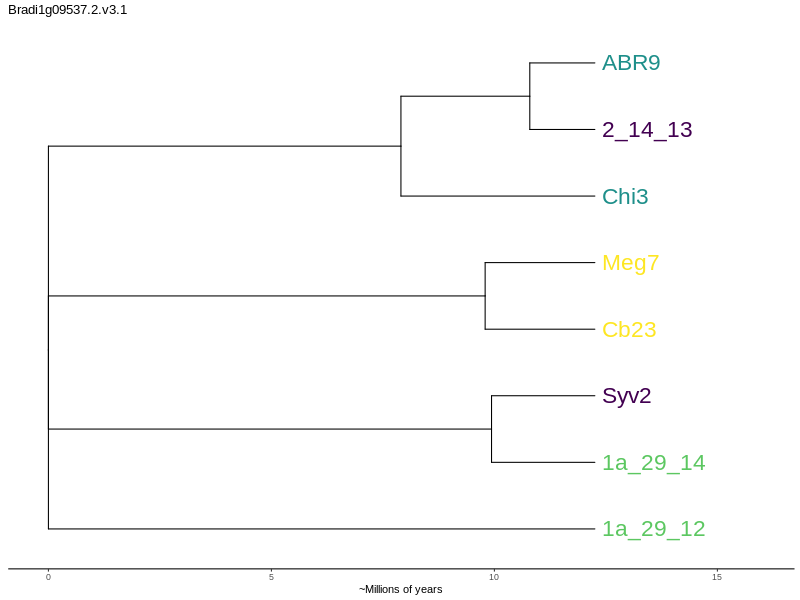 Bradi1g09537.2.v3.1
ABR9
2_14_13
Chi3
Meg7
Cb23
Syv2
1a_29_14
1a_29_12
0 5 10 15
~Millions of years